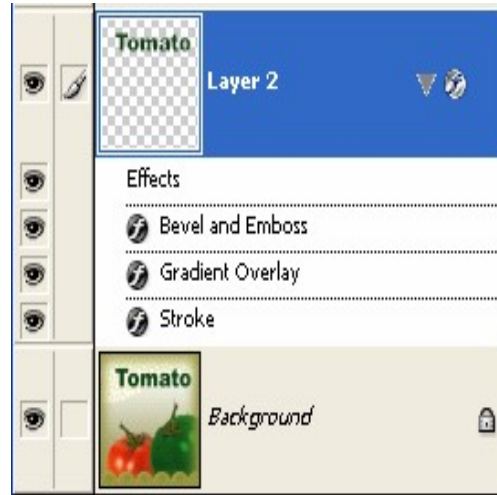 Tomato
Layer 2
Effects
Bevel and Emboss
Gradient Overlay
Stroke
Tomato
Background